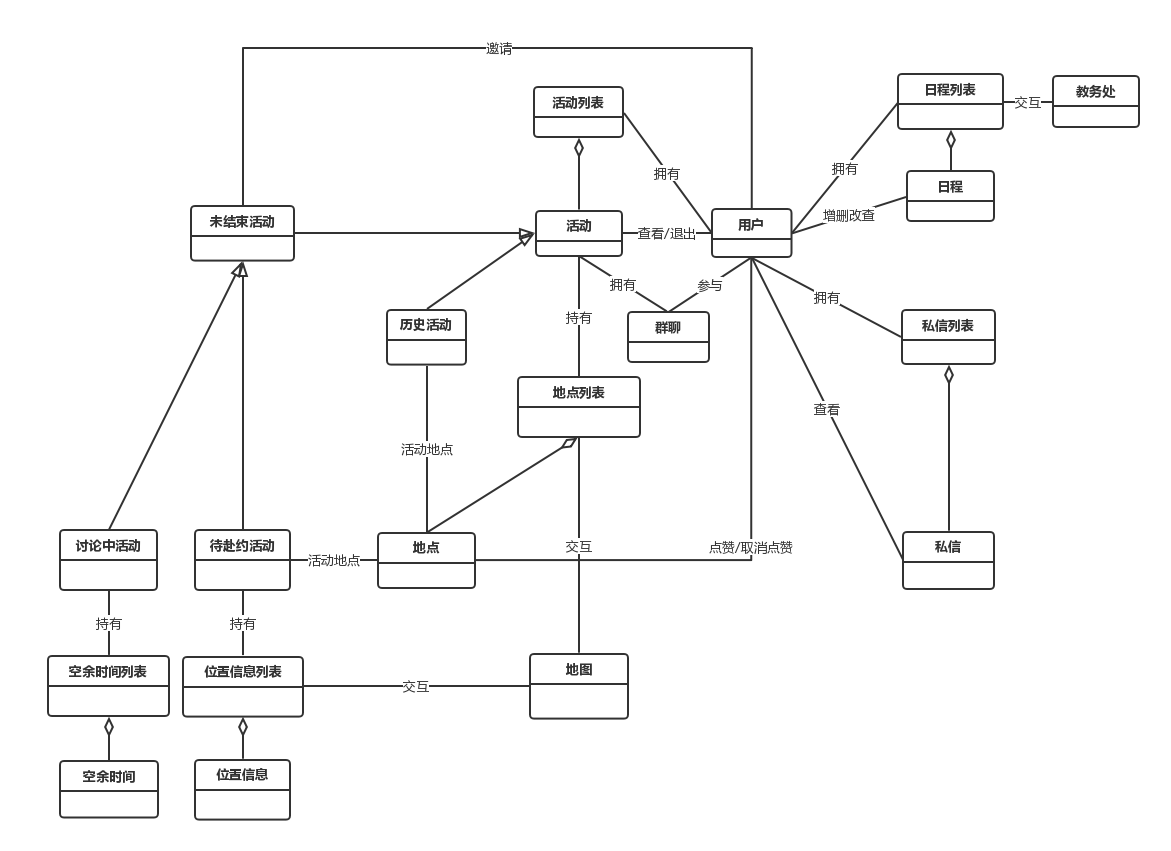 邀请
活动列表
日程列表
交互
教务处
拥有
拥有
日程
增删改查
未结束活动
活动
查看/退出
用户
拥有
参与
拥有
持有
历史活动
群聊
私信列表
地点列表
查看
活动地点
讨论中活动
待赴约活动
活动地点
地点
交互
点赞/取消点赞
私信
持有
持有
空余时间列表
位置信息列表
交互
地图
空余时间
位置信息